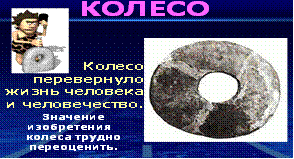 КОЛЕСО
Колесо
перевернуло
жизнь человека
и человечество.
Значение
изобретения
колеса трудно
переоценить.